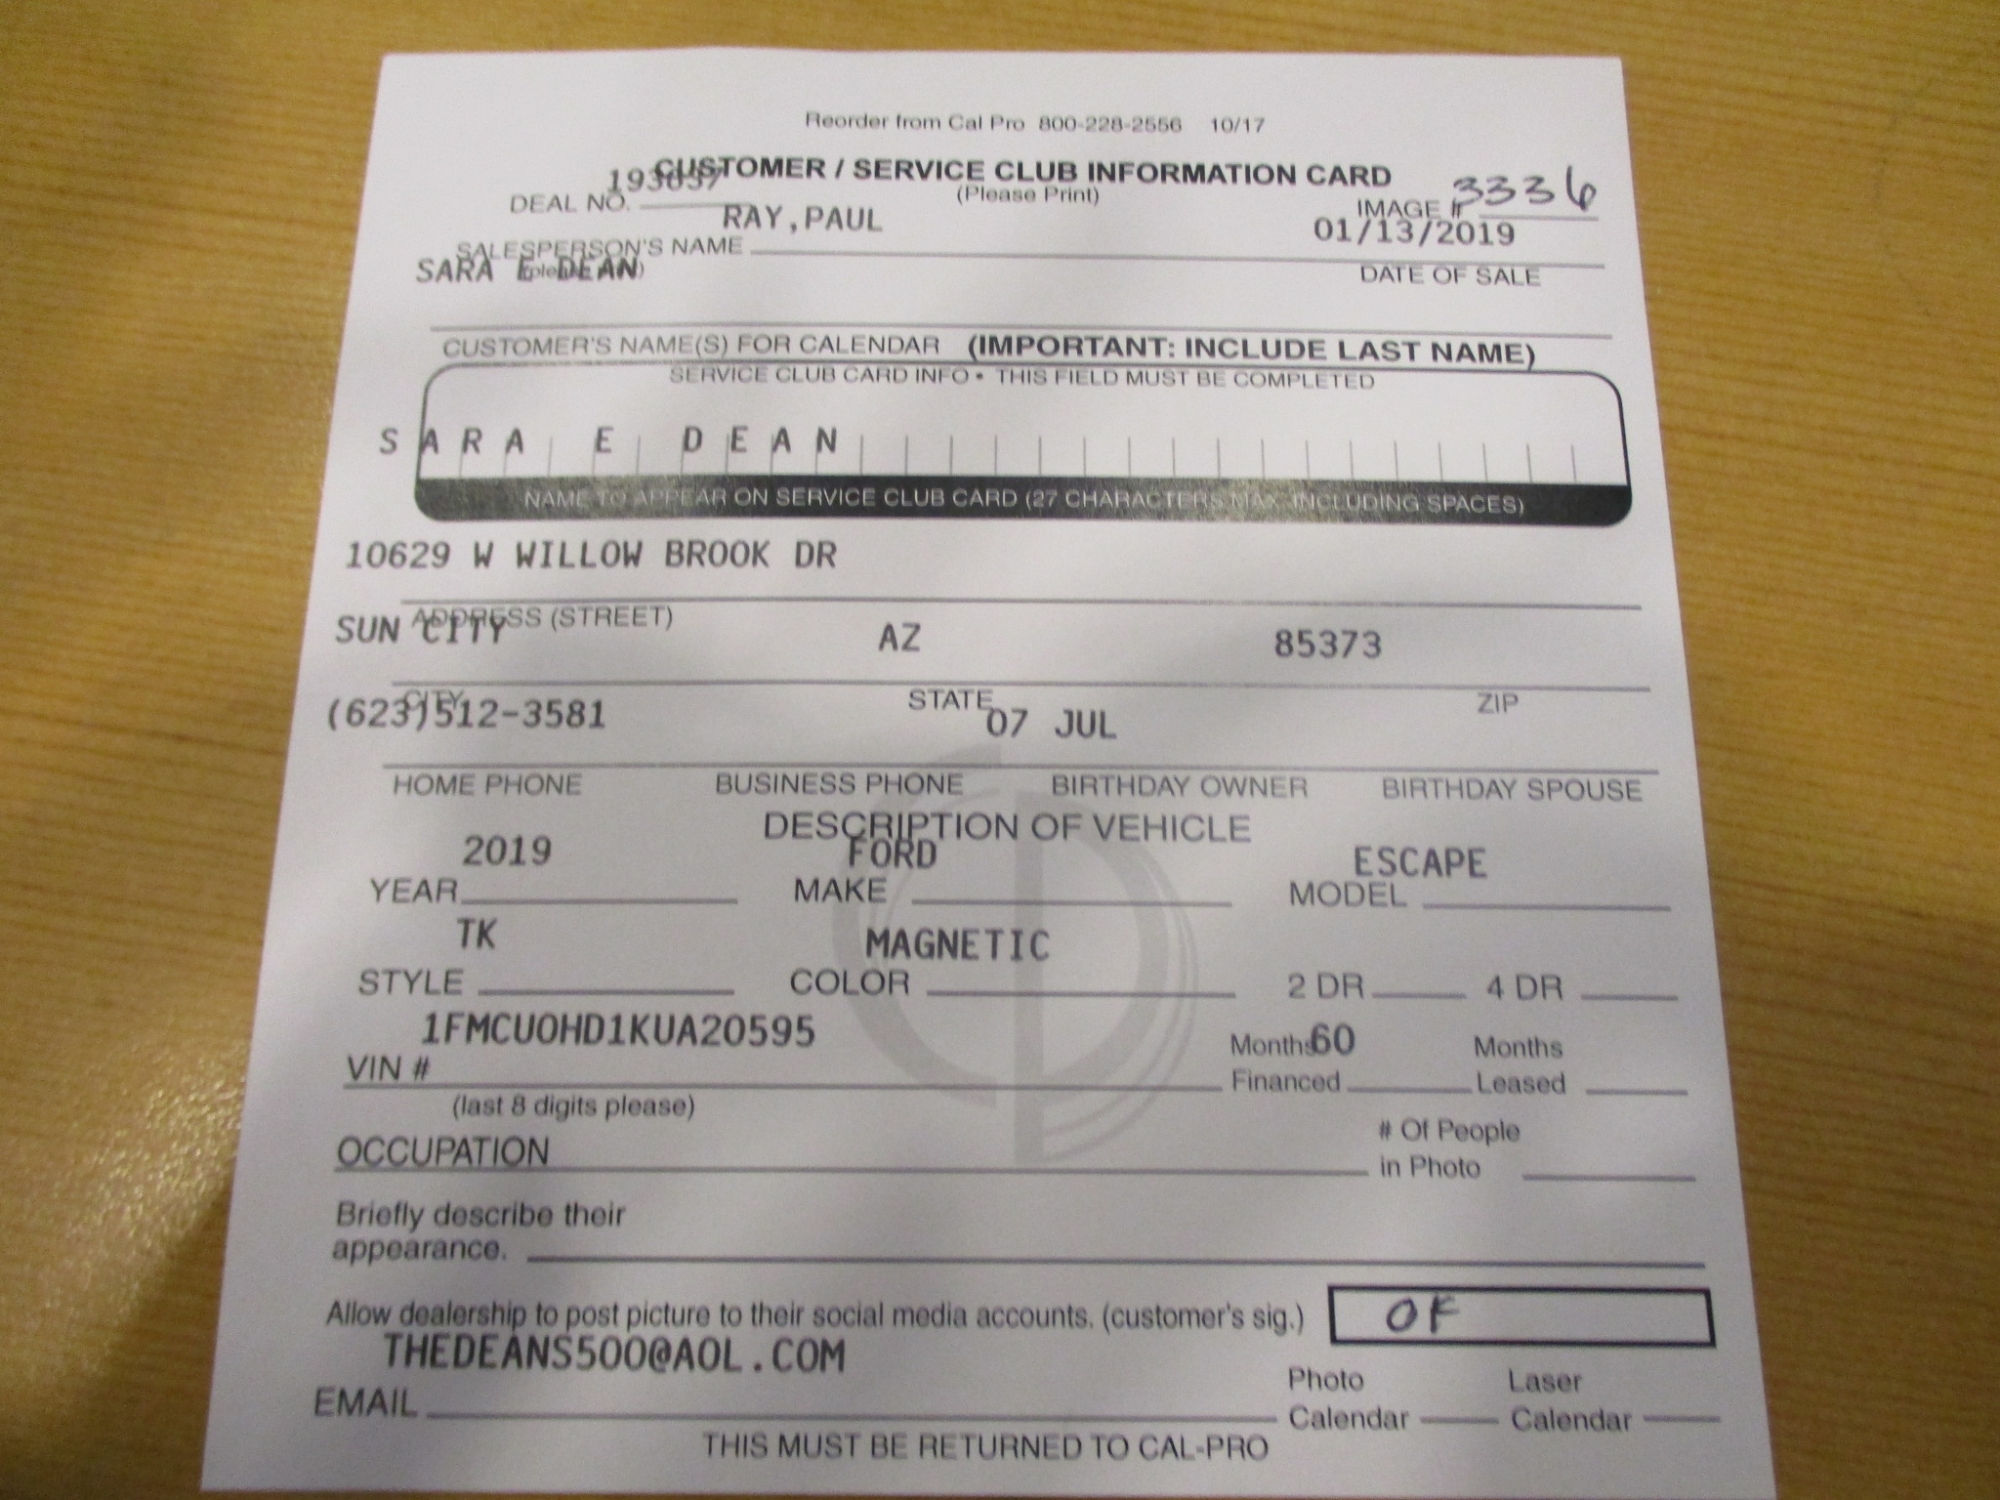 Reorder from Cal Pro 800-228-2556 10/17
CUSTOMER / SERVICE CLUB INFORMATION CARD
(Please Print)
DEAL NO.
IMAGE # 3336
RAY,PAUL
01/13/2019
SALESPERSON'S NAME
DATE OF SALE
SARA E DEAN
CUSTOMER'S NAME(S) FOR CALENDAR (IMPORTANT: INCLUDE LAST NAME)
SERVICE CLUB CARD INFO • THIS FIELD MUST BE COMPLETED
SARA E DEAN
NAME TO APPEAR ON SERVICE CLUB CARD (27 CHARACTERS MAX. INCLUDING SPACES)
10629 W WILLOW BROOK DR
ADDRESS (STREET)
SUN CITY AZ 85373
CITY STATE ZIP
(623)512-3581 07 JUL
HOME PHONE BUSINESS PHONE BIRTHDAY OWNER BIRTHDAY SPOUSE
DESCRIPTION OF VEHICLE
2019 FORD ESCAPE
YEAR MAKE MODEL
TK MAGNETIC
STYLE COLOR 2 DR 4 DR
1FMCU0HD1KUA20595 Months 60 Months
VIN # Financed Leased
(last 8 digits please)
# Of People
OCCUPATION in Photo
Briefly describe their
appearance.
Allow dealership to post picture to their social media accounts. (customer's sig.)
THEDEANS500@AOL.COM
Photo Laser
EMAIL Calendar Calendar
THIS MUST BE RETURNED TO CAL-PRO